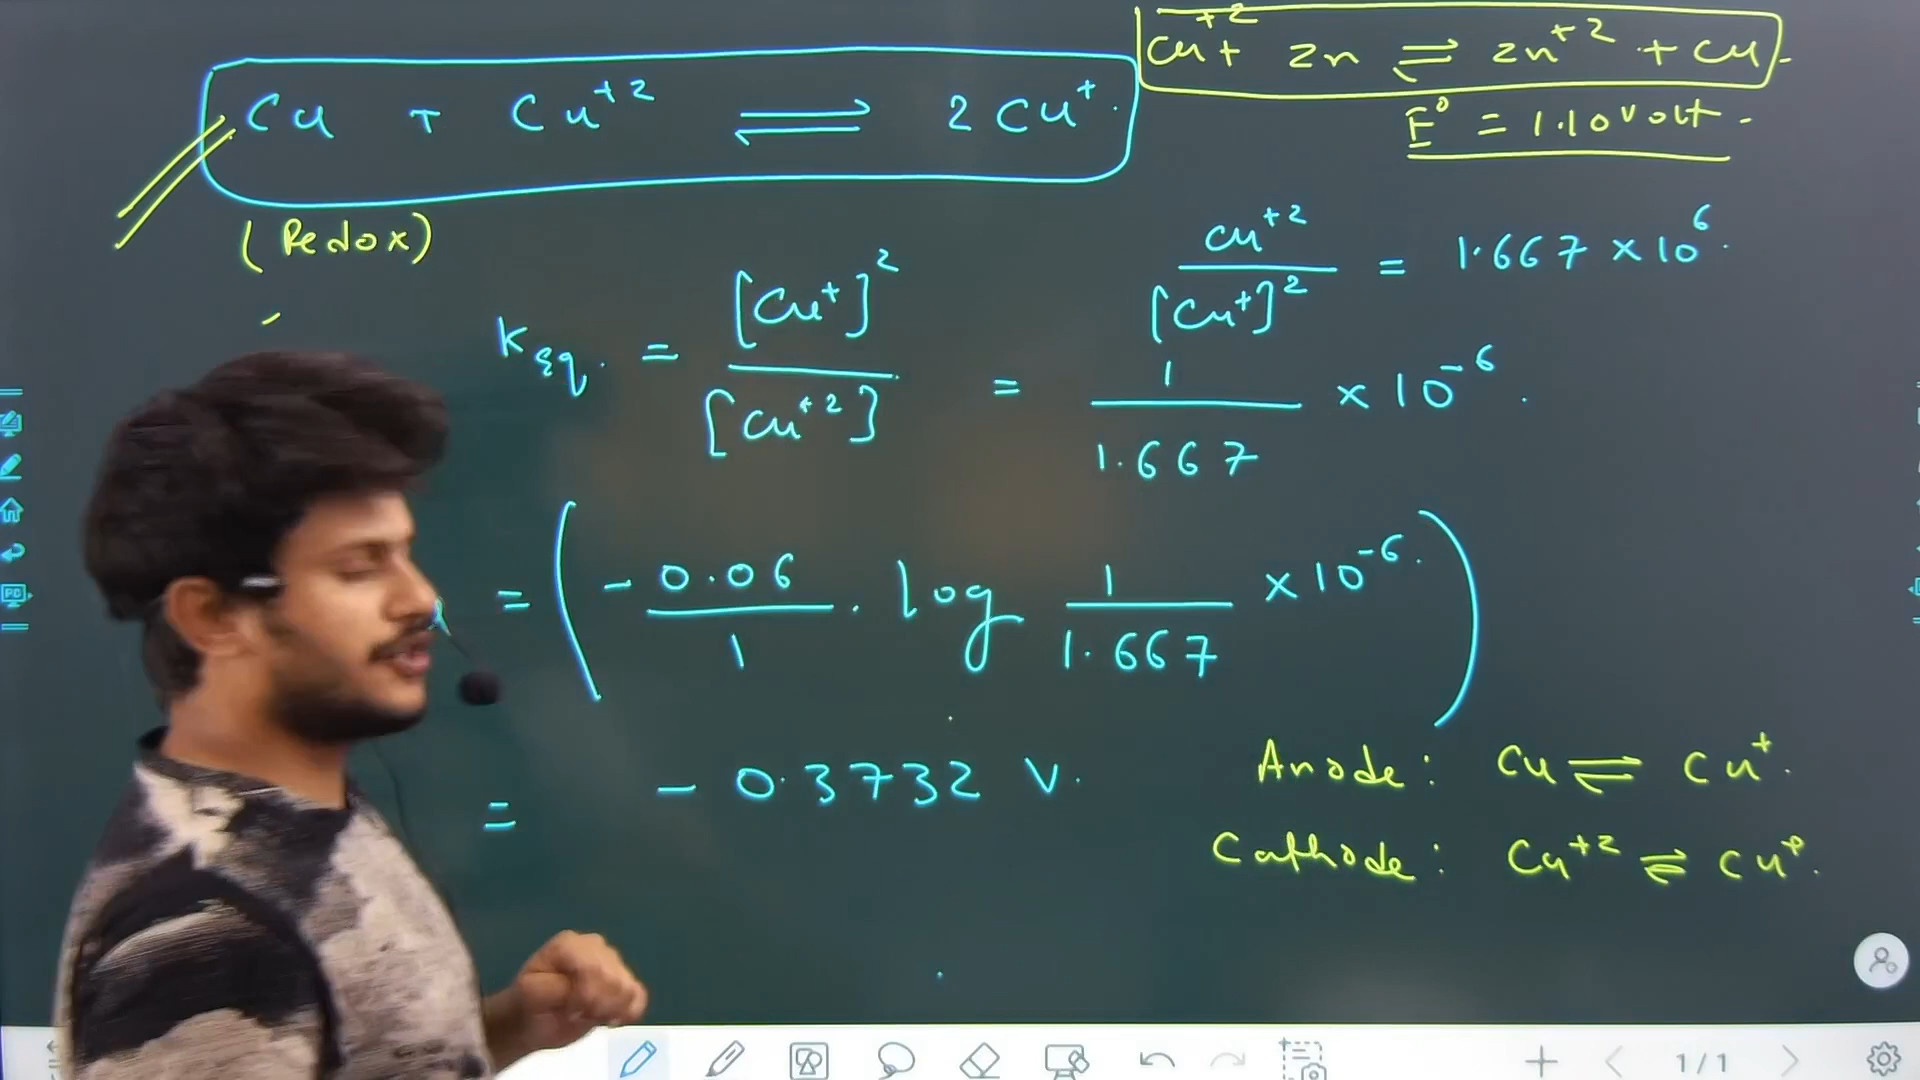 Cu⁺² + Zn ⇌ Zn⁺² + Cu
E° = 1.10 volt
Cu + Cu⁺² ⇌ 2Cu⁺
(Redox)
Cu⁺² / [Cu⁺]² = 1.667 × 10⁶
Keq. = [Cu⁺]² / [Cu⁺²] = 1 / 1.667 × 10⁻⁶
= ( - 0.06 / 1 . log 1 / 1.667 × 10⁻⁶ )
= - 0.3732 V.
Anode : Cu ⇌ Cu⁺.
Cathode : Cu⁺² ⇌ Cu⁺.
PD
1/1